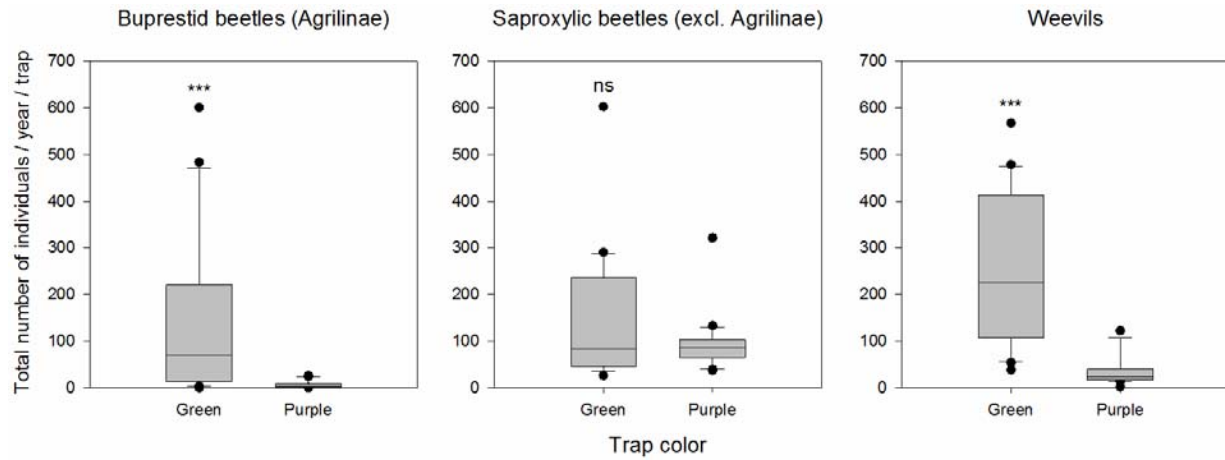 Buprestid beetles (Agrilinae)
Saproxylic beetles (excl. Agrilinae)
Weevils
Total number of individuals / year / trap
700
600
500
400
300
200
100
0
***
Green
Purple
700
600
500
400
300
200
100
0
ns
Green
Purple
700
600
500
400
300
200
100
0
***
Green
Purple
Trap color